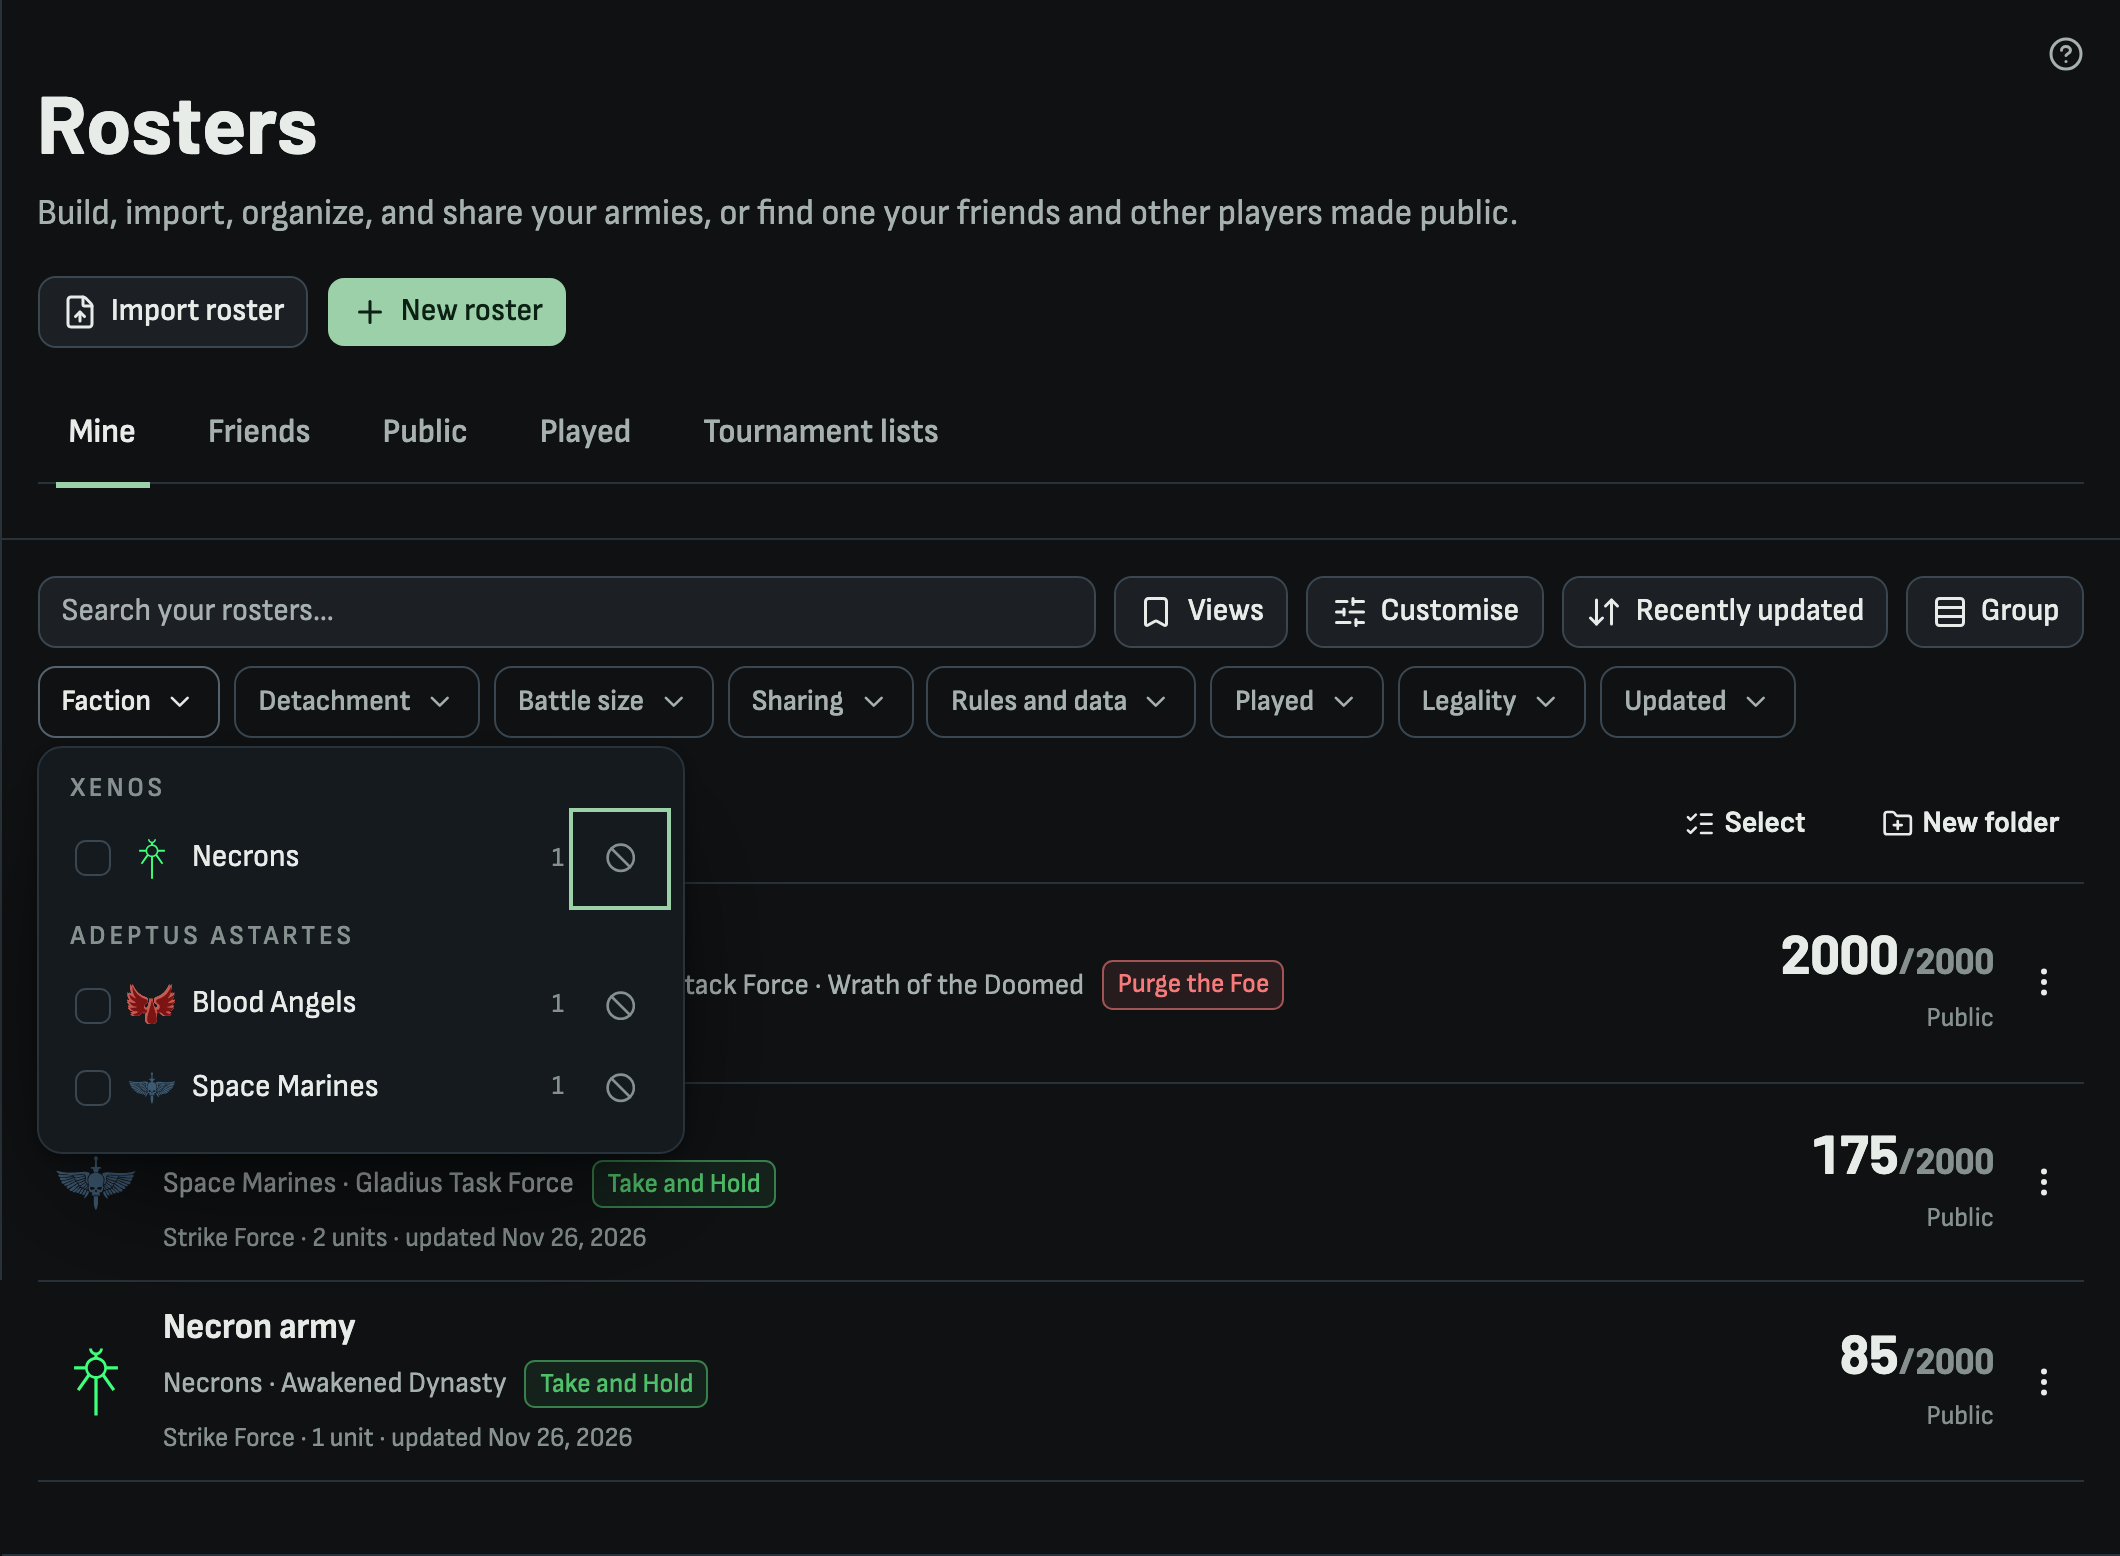 Rosters
Build, import, organize, and share your armies, or find one your friends and other players made public.
Import roster
New roster
Mine
Friends
Public
Played
Tournament lists
Search your rosters...
Views
Customise
Recently updated
Group
Faction
Detachment
Battle size
Sharing
Rules and data
Played
Legality
Updated
XENOS
Necrons 1
ADEPTUS ASTARTES
Blood Angels 1
Space Marines 1
Select
New folder
Force · Wrath of the Doomed
Purge the Foe
2000/2000
Public
Space Marines · Gladius Task Force
Take and Hold
Strike Force · 2 units · updated Nov 26, 2026
175/2000
Public
Necron army
Necrons · Awakened Dynasty
Take and Hold
Strike Force · 1 unit · updated Nov 26, 2026
85/2000
Public